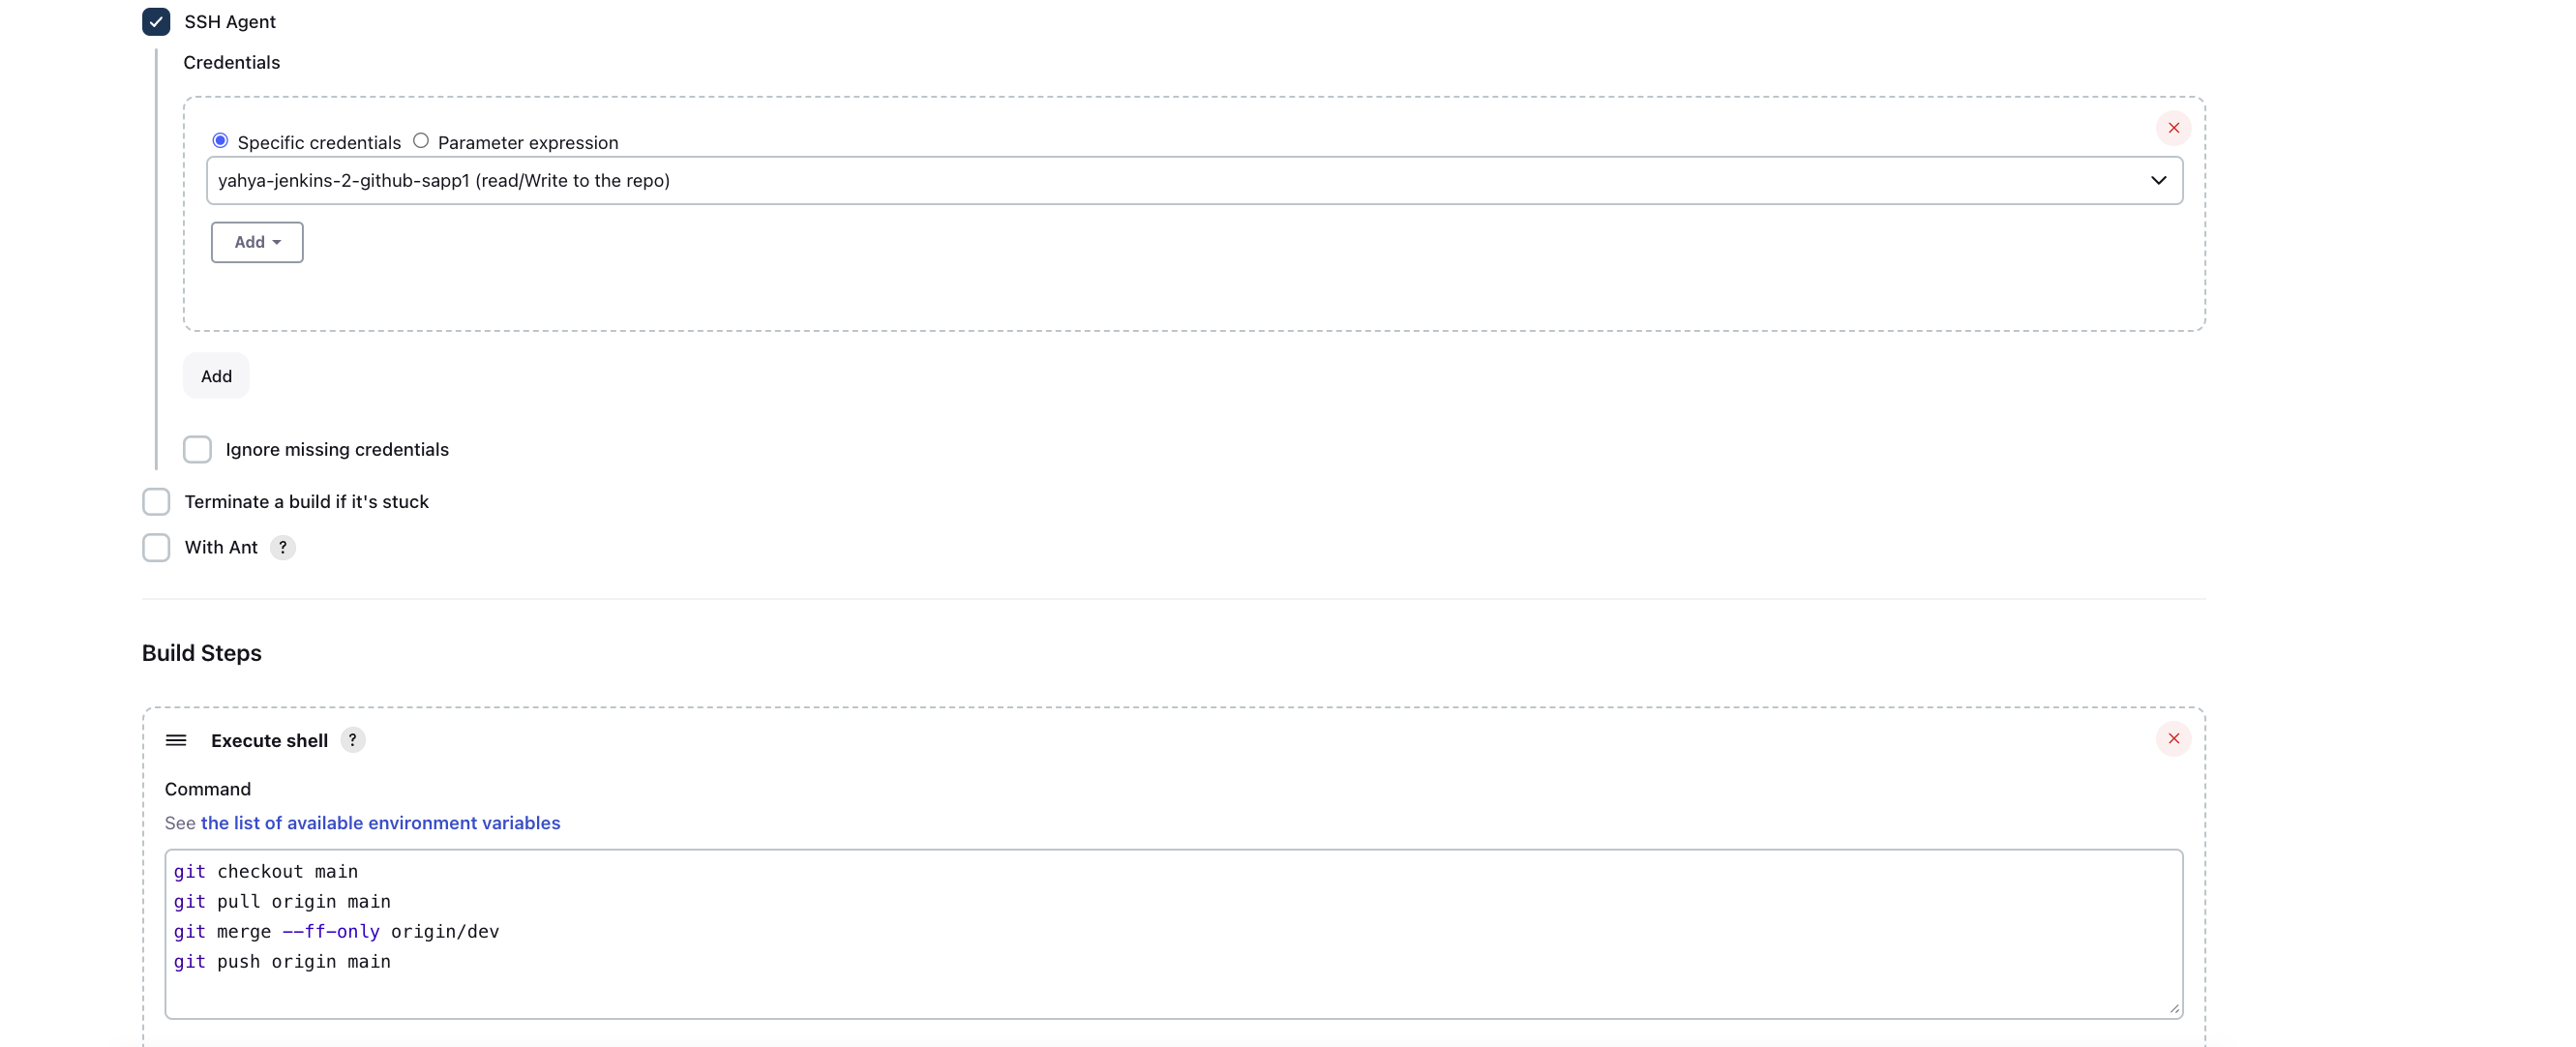 SSH Agent
Credentials
Specific credentials Parameter expression
yahya-jenkins-2-github-sapp1 (read/Write to the repo)
Add
Add
Ignore missing credentials
Terminate a build if it's stuck
With Ant ?
Build Steps
Execute shell ?
Command
See the list of available environment variables
git checkout main
git pull origin main
git merge --ff-only origin/dev
git push origin main